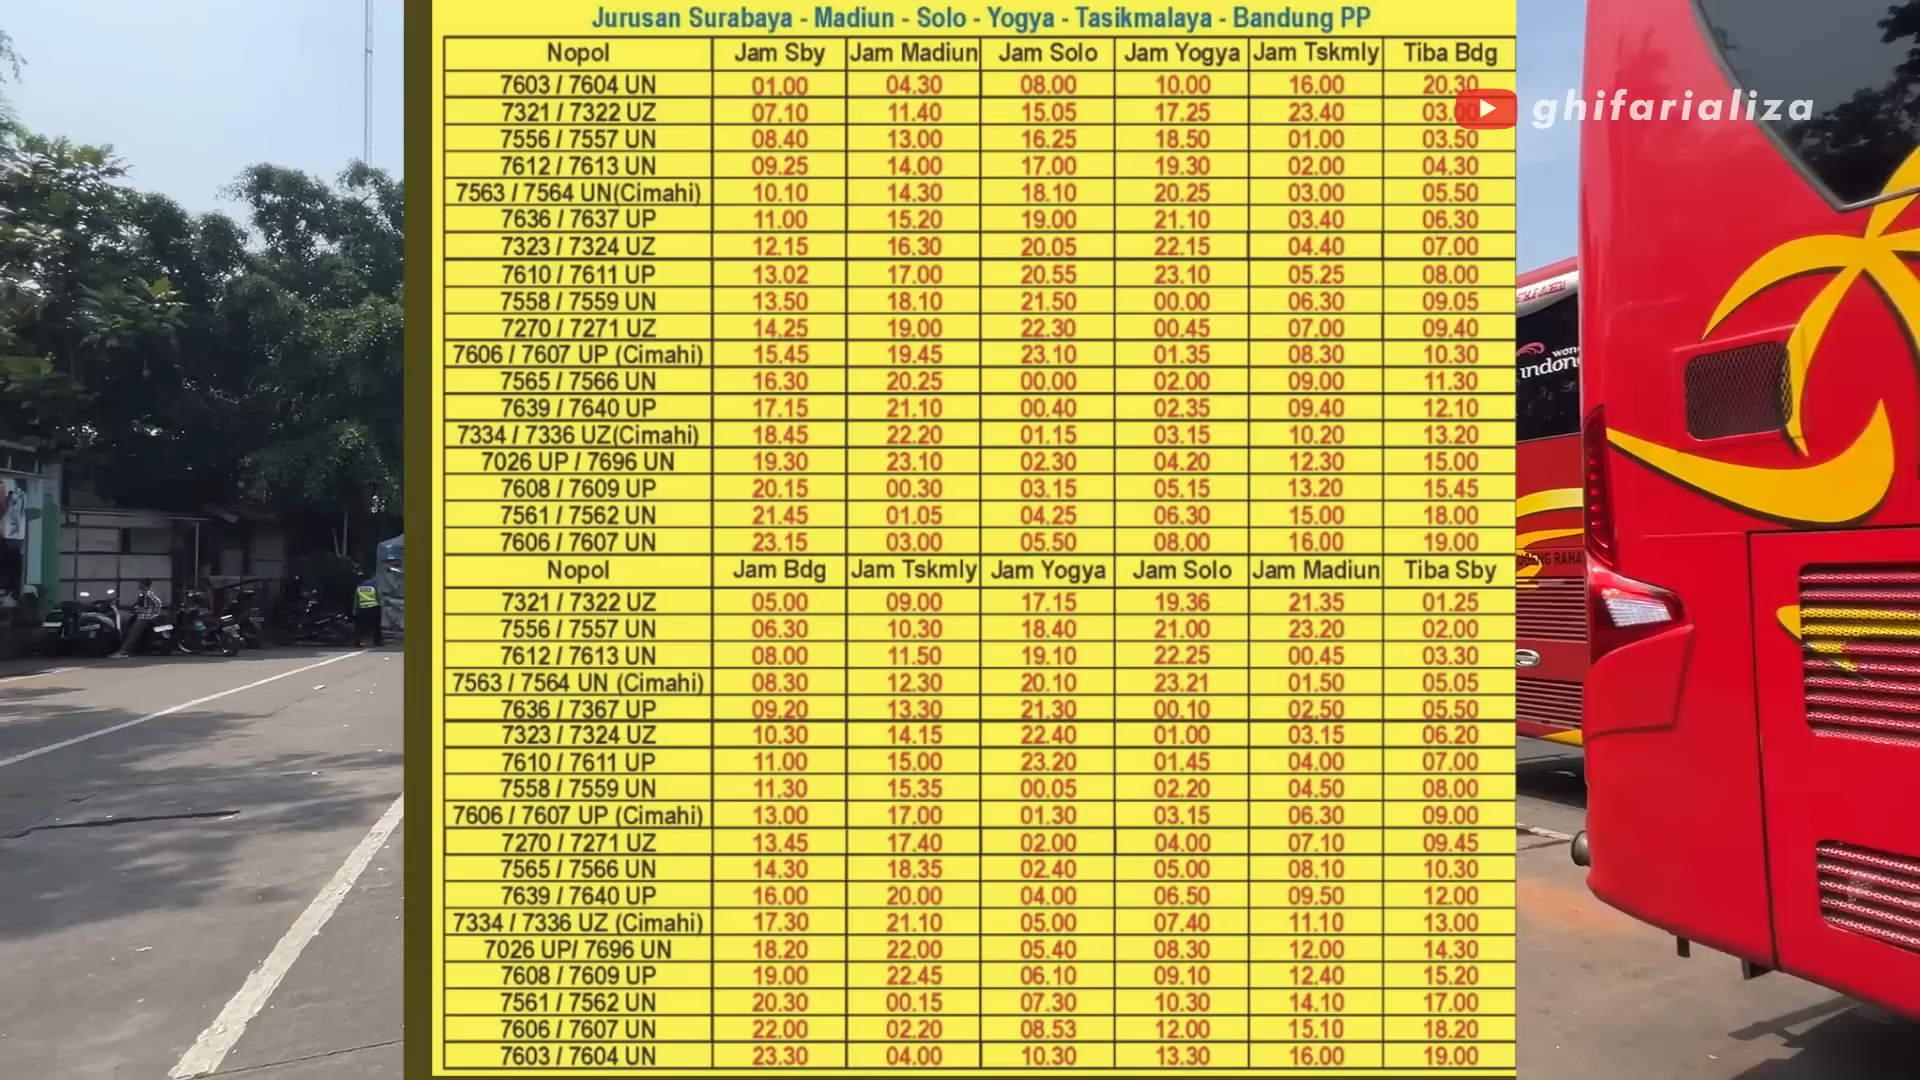 Jurusan Surabaya - Madiun - Solo - Yogya - Tasikmalaya - Bandung PP
Nopol Jam Sby Jam Madiun Jam Solo Jam Yogya Jam Tskmly Tiba Bdg
7603 / 7604 UN 01.00 04.30 08.00 10.00 16.00 20.30
7321 / 7322 UZ 07.10 11.40 15.05 17.25 23.40 03.00
7556 / 7557 UN 08.40 13.00 16.25 18.50 01.00 03.50
7612 / 7613 UN 09.25 14.00 17.00 19.30 02.00 04.30
7563 / 7564 UN(Cimahi) 10.10 14.30 18.10 20.25 03.00 05.50
7636 / 7637 UP 11.00 15.20 19.00 21.10 03.40 06.30
7323 / 7324 UZ 12.15 16.30 20.05 22.15 04.40 07.00
7610 / 7611 UP 13.02 17.00 20.55 23.10 05.25 08.00
7558 / 7559 UN 13.50 18.10 21.50 00.00 06.30 09.05
7270 / 7271 UZ 14.25 19.00 22.30 00.45 07.00 09.40
7606 / 7607 UP (Cimahi) 15.45 19.45 23.10 01.35 08.30 10.30
7565 / 7566 UN 16.30 20.25 00.00 02.00 09.00 11.30
7639 / 7640 UP 17.15 21.10 00.40 02.35 09.40 12.10
7334 / 7336 UZ(Cimahi) 18.45 22.20 01.15 03.15 10.20 13.20
7026 UP / 7696 UN 19.30 23.10 02.30 04.20 12.30 15.00
7608 / 7609 UP 20.15 00.30 03.15 05.15 13.20 15.45
7561 / 7562 UN 21.45 01.05 04.25 06.30 15.00 18.00
7606 / 7607 UN 23.15 03.00 05.50 08.00 16.00 19.00
Nopol Jam Bdg Jam Tskmly Jam Yogya Jam Solo Jam Madiun Tiba Sby
7321 / 7322 UZ 05.00 09.00 17.15 19.36 21.35 01.25
7556 / 7557 UN 06.30 10.30 18.40 21.00 23.20 02.00
7612 / 7613 UN 08.00 11.50 19.10 22.25 00.45 03.30
7563 / 7564 UN (Cimahi) 08.30 12.30 20.10 23.21 01.50 05.05
7636 / 7367 UP 09.20 13.30 21.30 00.10 02.50 05.50
7323 / 7324 UZ 10.30 14.15 22.40 01.00 03.15 06.20
7610 / 7611 UP 11.00 15.00 23.20 01.45 04.00 07.00
7558 / 7559 UN 11.30 15.35 00.05 02.20 04.50 08.00
7606 / 7607 UP (Cimahi) 13.00 17.00 01.30 03.15 06.30 09.00
7270 / 7271 UZ 13.45 17.40 02.00 04.00 07.10 09.45
7565 / 7566 UN 14.30 18.35 02.40 05.00 08.10 10.30
7639 / 7640 UP 16.00 20.00 04.00 06.50 09.50 12.00
7334 / 7336 UZ (Cimahi) 17.30 21.10 05.00 07.40 11.10 13.00
7026 UP/ 7696 UN 18.20 22.00 05.40 08.30 12.00 14.30
7608 / 7609 UP 19.00 22.45 06.10 09.10 12.40 15.20
7561 / 7562 UN 20.30 00.15 07.30 10.30 14.10 17.00
7606 / 7607 UN 22.00 02.20 08.53 12.00 15.10 18.20
7603 / 7604 UN 23.30 04.00 10.30 13.30 16.00 19.00
ghifarializa